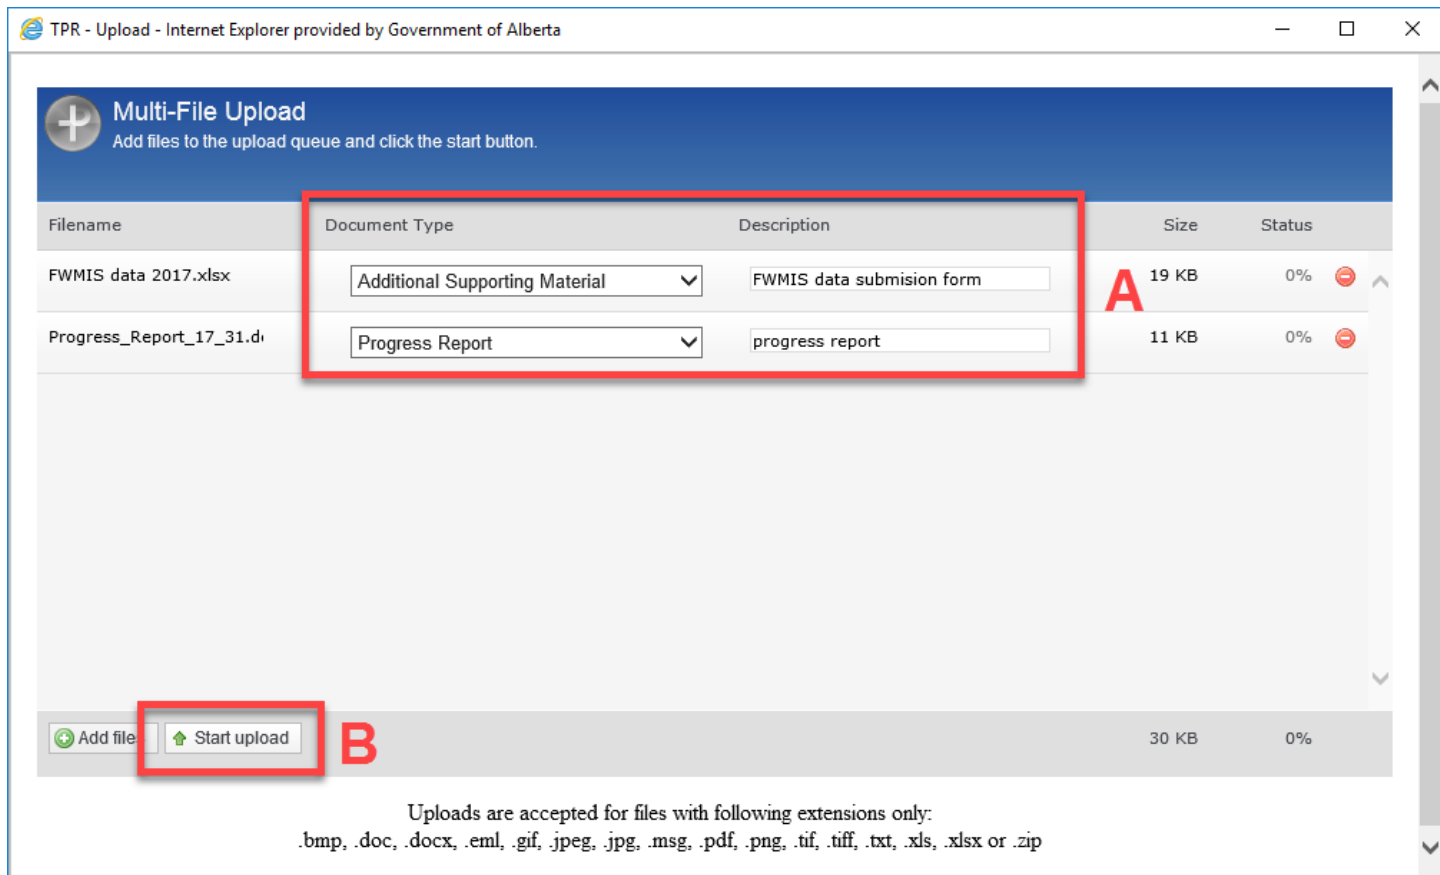 TPR - Upload - Internet Explorer provided by Government of Alberta
Multi-File Upload
Add files to the upload queue and click the start button.
Filename Document Type Description Size Status
FWMIS data 2017.xlsx Additional Supporting Material FWMIS data submision form A 19 KB 0%
Progress_Report_17_31.d Progress Report progress report 11 KB 0%
Add file Start upload B 30 KB 0%
Uploads are accepted for files with following extensions only:
.bmp, .doc, .docx, .eml, .gif, .jpeg, .jpg, .msg, .pdf, .png, .tif, .tiff, .txt, .xls, .xlsx or .zip